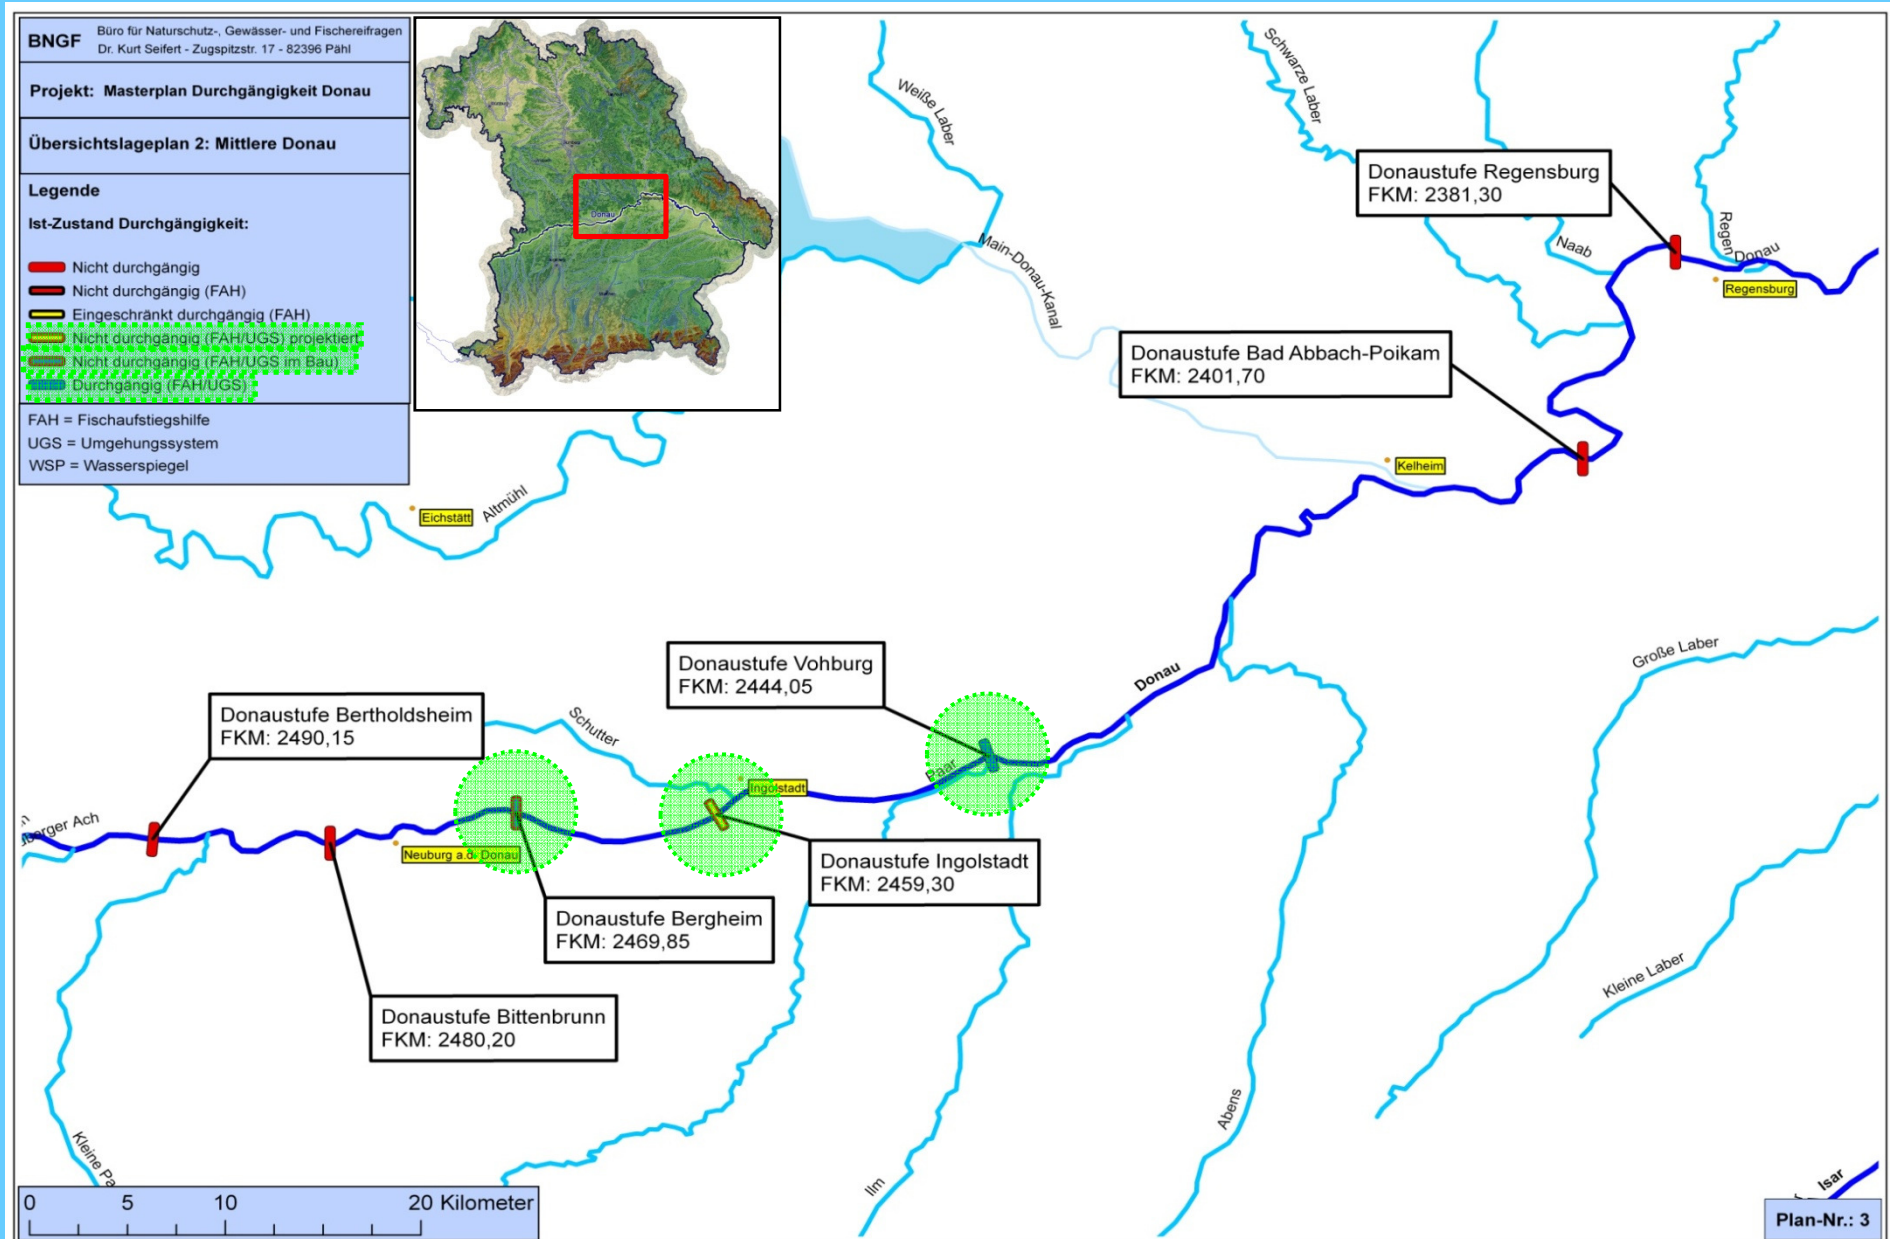 BNGF
Büro für Naturschutz-, Gewässer- und Fischereifragen
Dr. Kurt Seifert - Zugspitzstr. 17 - 82396 Pähl
Projekt: Masterplan Durchgängigkeit Donau
Übersichtslageplan 2: Mittlere Donau
Legende
Ist-Zustand Durchgängigkeit:
Nicht durchgängig
Nicht durchgängig (FAH)
Eingeschränkt durchgängig (FAH)
Nicht durchgängig (FAH/UGS) projektiert
Nicht durchgängig (FAH/UGS im Bau)
Durchgängig (FAH/UGS)
FAH = Fischaufstiegshilfe
UGS = Umgehungssystem
WSP = Wasserspiegel
Donau
Weiße Laber
Schwarze Laber
Main-Donau-Kanal
Donaustufe Regensburg
FKM: 2381,30
Naab
Regen
Donau
Regensburg
Donaustufe Bad Abbach-Poikam
FKM: 2401,70
Kelheim
Eichstätt
Altmühl
Donaustufe Vohburg
FKM: 2444,05
Donau
Große Laber
Donaustufe Bertholdsheim
FKM: 2490,15
Schutter
Paar
Ingolstadt
berger Ach
Neuburg a.d. Donau
Donaustufe Ingolstadt
FKM: 2459,30
Donaustufe Bergheim
FKM: 2469,85
Kleine Laber
Donaustufe Bittenbrunn
FKM: 2480,20
Abens
Kleine Pa
Ilm
Isar
0 5 10 20 Kilometer
Plan-Nr.: 3